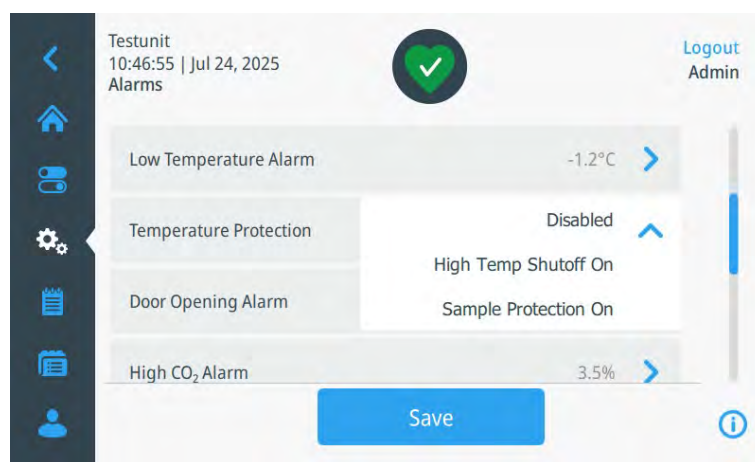 Testunit
10:46:55 | Jul 24, 2025
Alarms
Logout
Admin
Low Temperature Alarm -1.2°C
Temperature Protection Disabled
High Temp Shutoff On
Door Opening Alarm Sample Protection On
High CO₂ Alarm 3.5%
Save